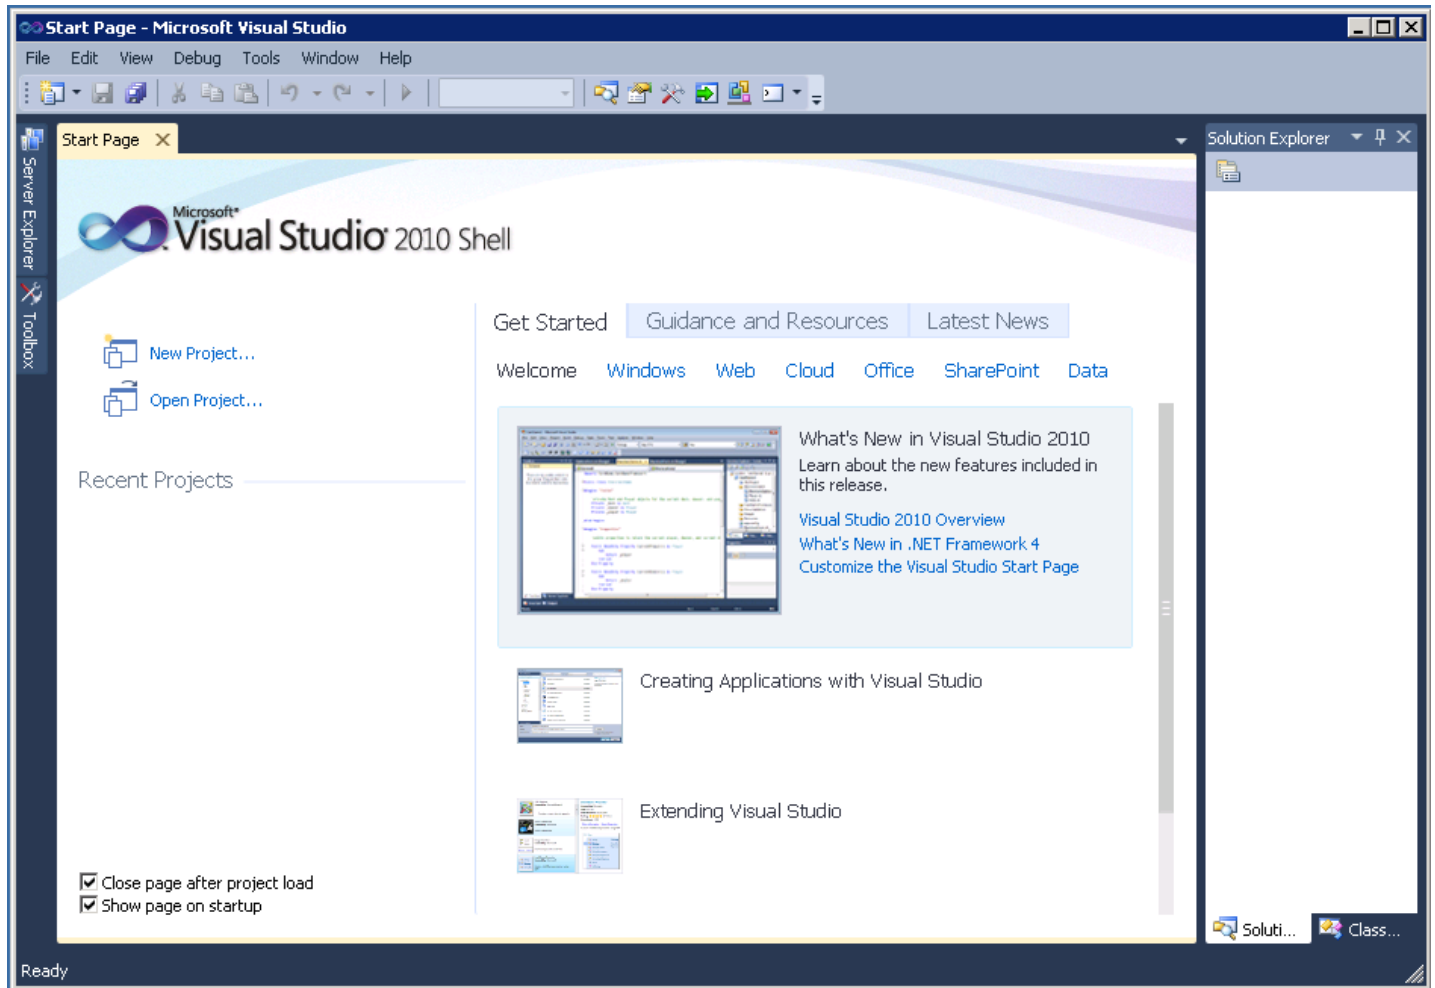 Start Page - Microsoft Visual Studio
File Edit View Debug Tools Window Help
Server Explorer
Toolbox
Start Page
Solution Explorer
Microsoft®
Visual Studio® 2010 Shell
New Project...
Open Project...
Recent Projects
Get Started Guidance and Resources Latest News
Welcome Windows Web Cloud Office SharePoint Data
What's New in Visual Studio 2010
Learn about the new features included in
this release.
Visual Studio 2010 Overview
What's New in .NET Framework 4
Customize the Visual Studio Start Page
Creating Applications with Visual Studio
Extending Visual Studio
Close page after project load
Show page on startup
Soluti... Class...
Ready